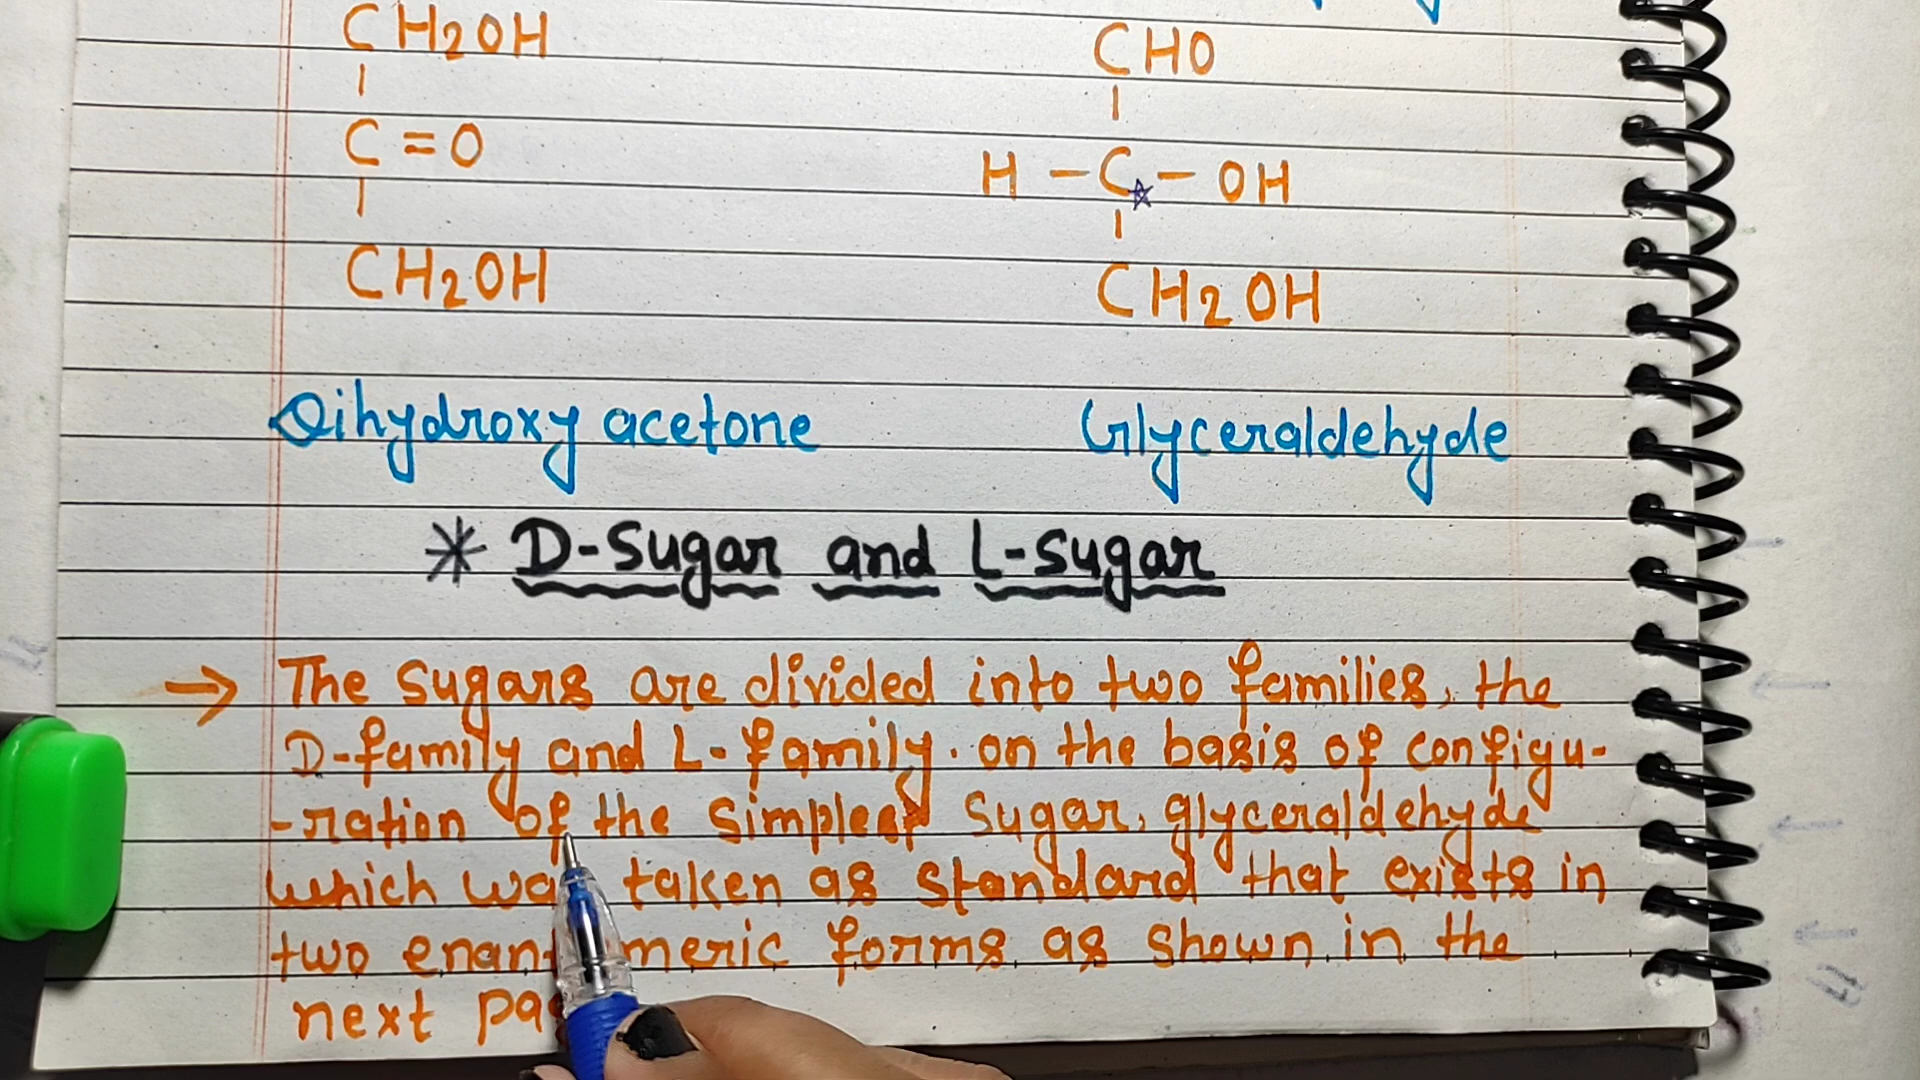 CH2OH CHO
C=O H-C-OH
CH2OH CH2OH
Dihydroxy acetone Glyceraldehyde
* D-Sugar and L-sugar
→ The sugars are divided into two families, the
D-family and L-family. on the basis of configu-
-ration of the simplest sugar, glyceraldehyde
which was taken as standard that exists in
two enantiomeric forms as shown in the
next